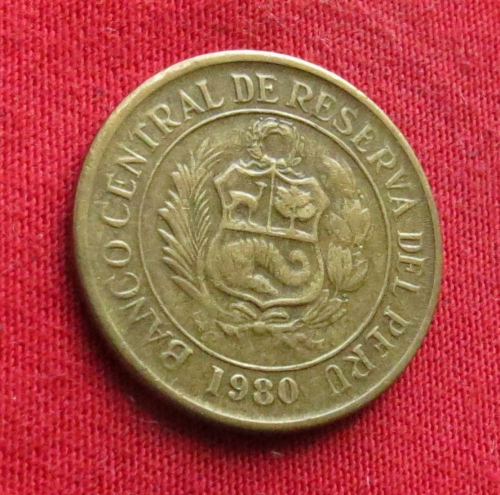 BANCO CENTRAL DE RESERVA DEL PERU
1980